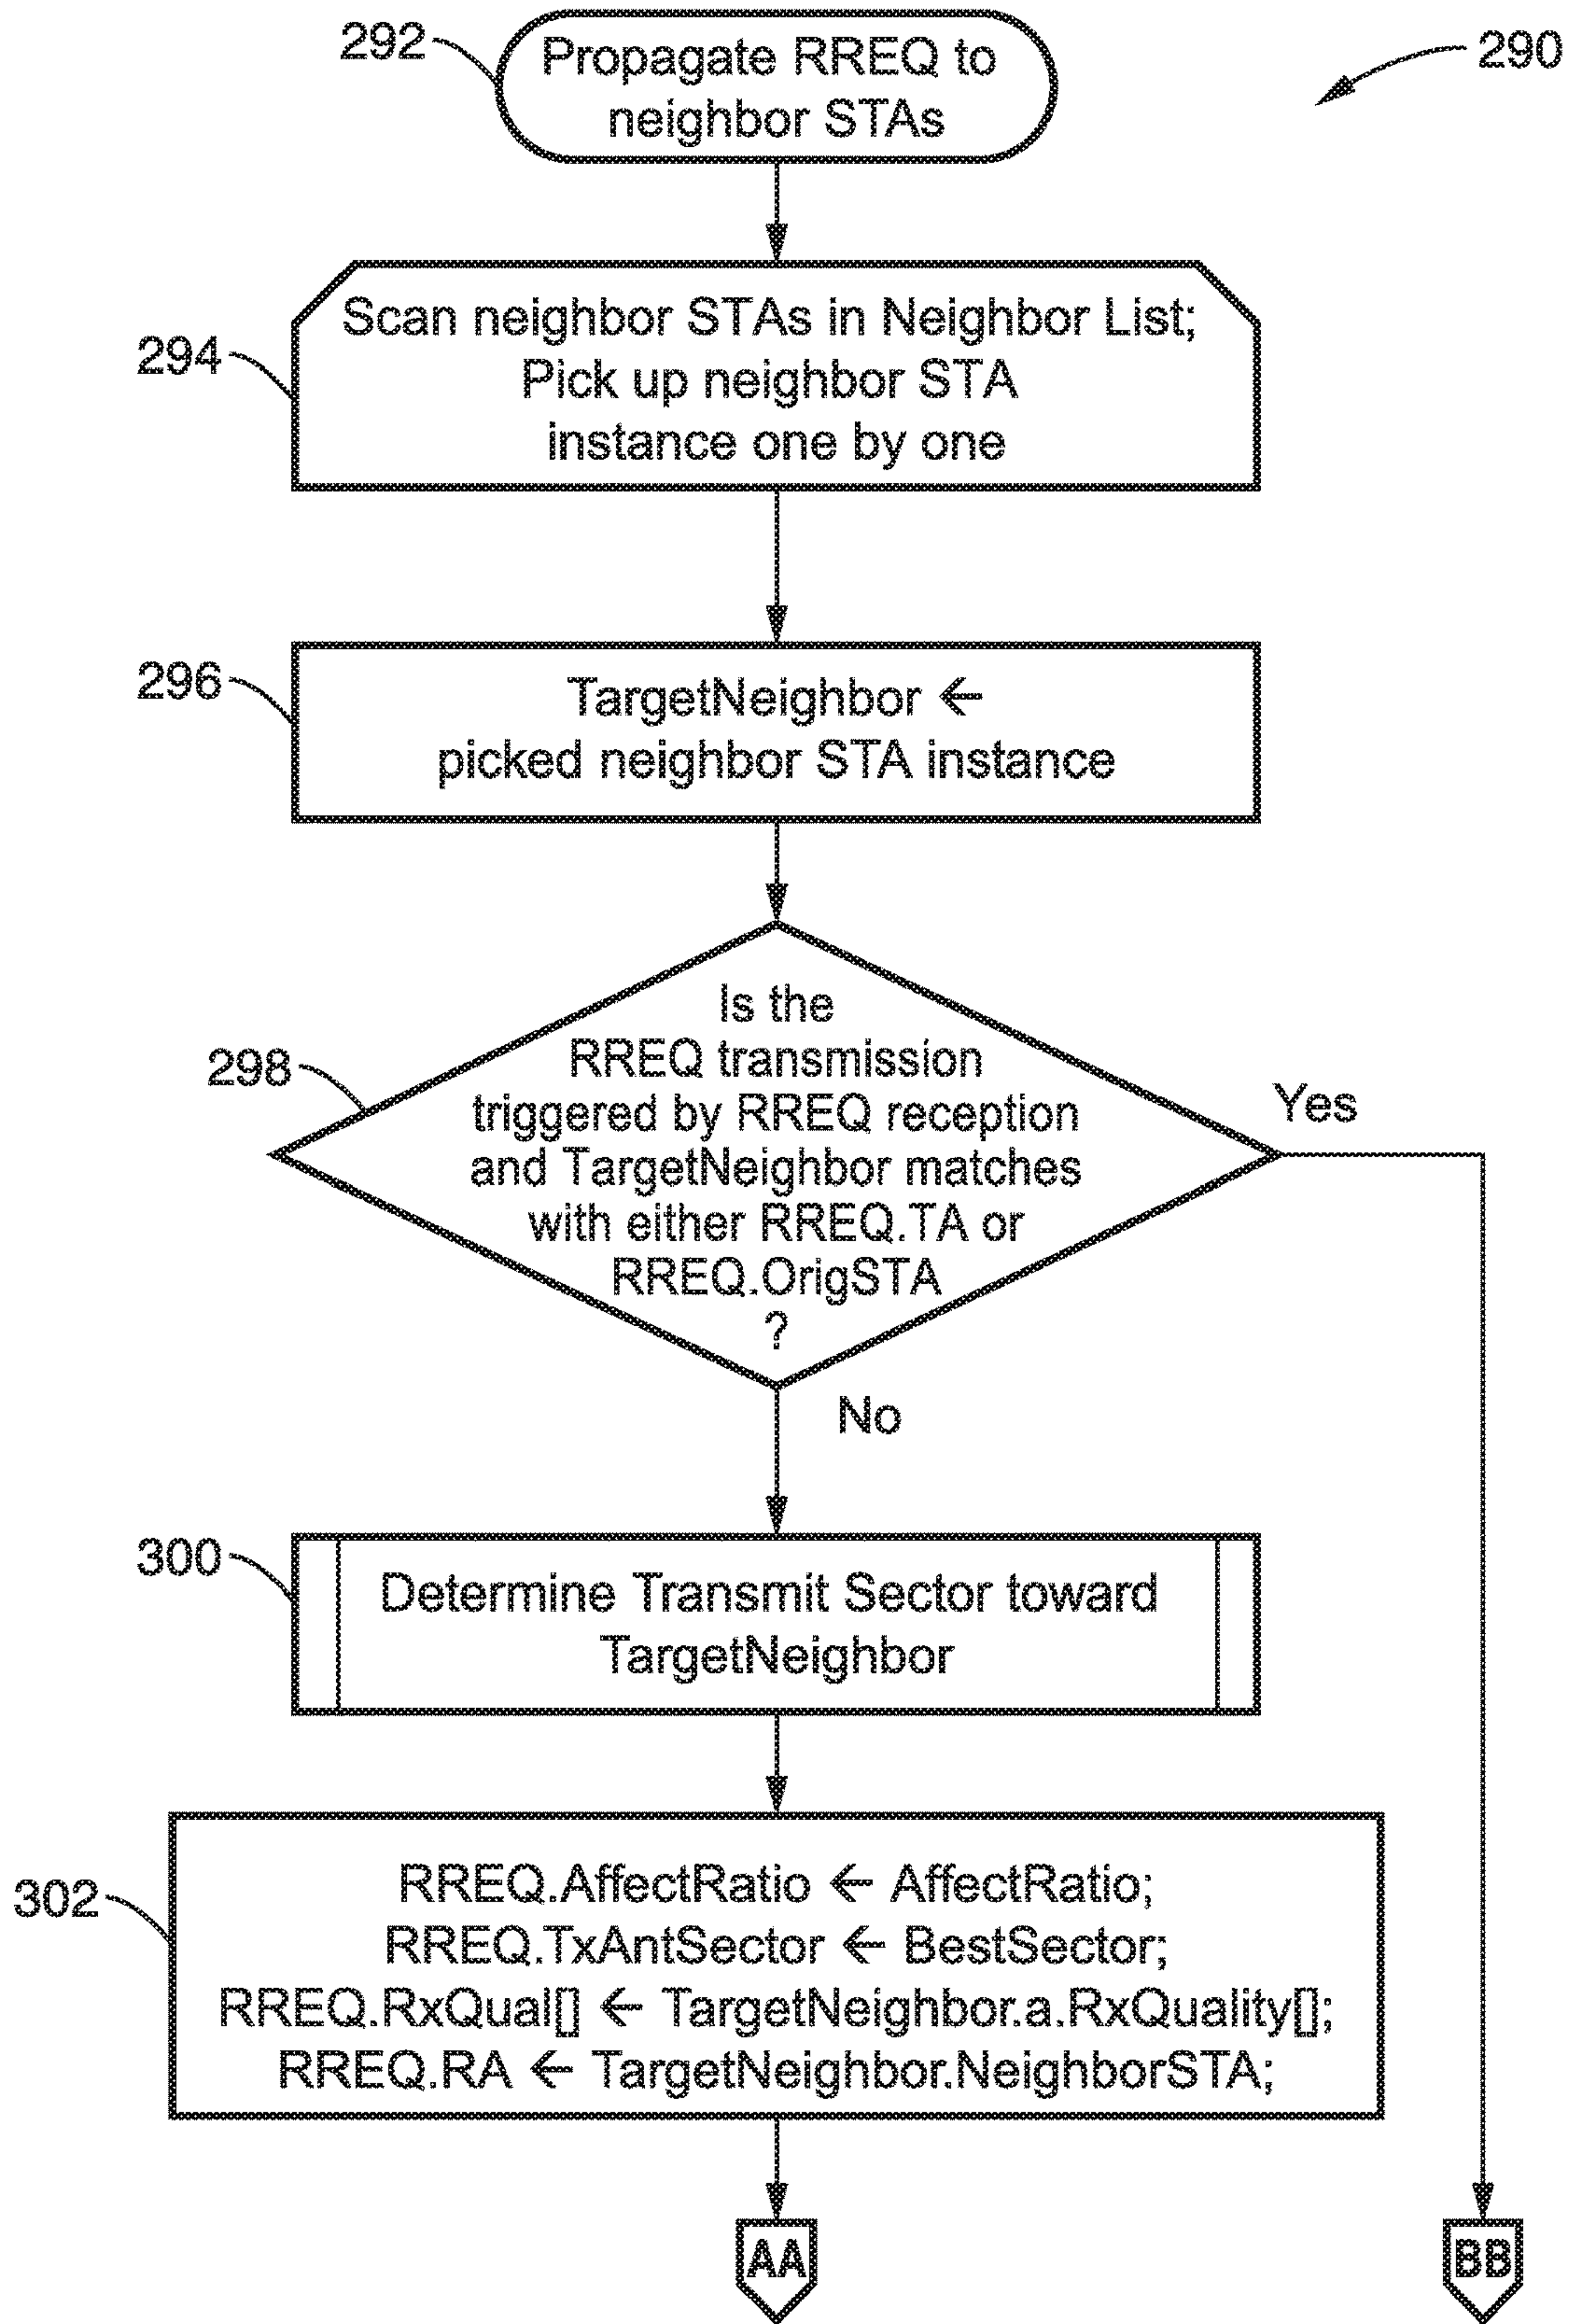 292
Propagate RREQ to
neighbor STAs
290
294
Scan neighbor STAs in Neighbor List;
Pick up neighbor STA
instance one by one
296
TargetNeighbor ←
picked neighbor STA instance
298
Is the
RREQ transmission
triggered by RREQ reception
and TargetNeighbor matches
with either RREQ.TA or
RREQ.OrigSTA
?
Yes
No
300
Determine Transmit Sector toward
TargetNeighbor
302
RREQ.AffectRatio ← AffectRatio;
RREQ.TxAntSector ← BestSector;
RREQ.RxQual[] ← TargetNeighbor.a.RxQuality[];
RREQ.RA ← TargetNeighbor.NeighborSTA;
AA
BB